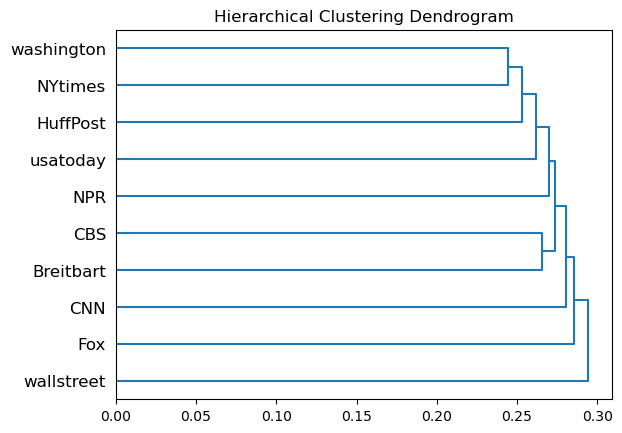 Hierarchical Clustering Dendrogram
washington
NYtimes
HuffPost
usatoday
NPR
CBS
Breitbart
CNN
Fox
wallstreet
0.00 0.05 0.10 0.15 0.20 0.25 0.30